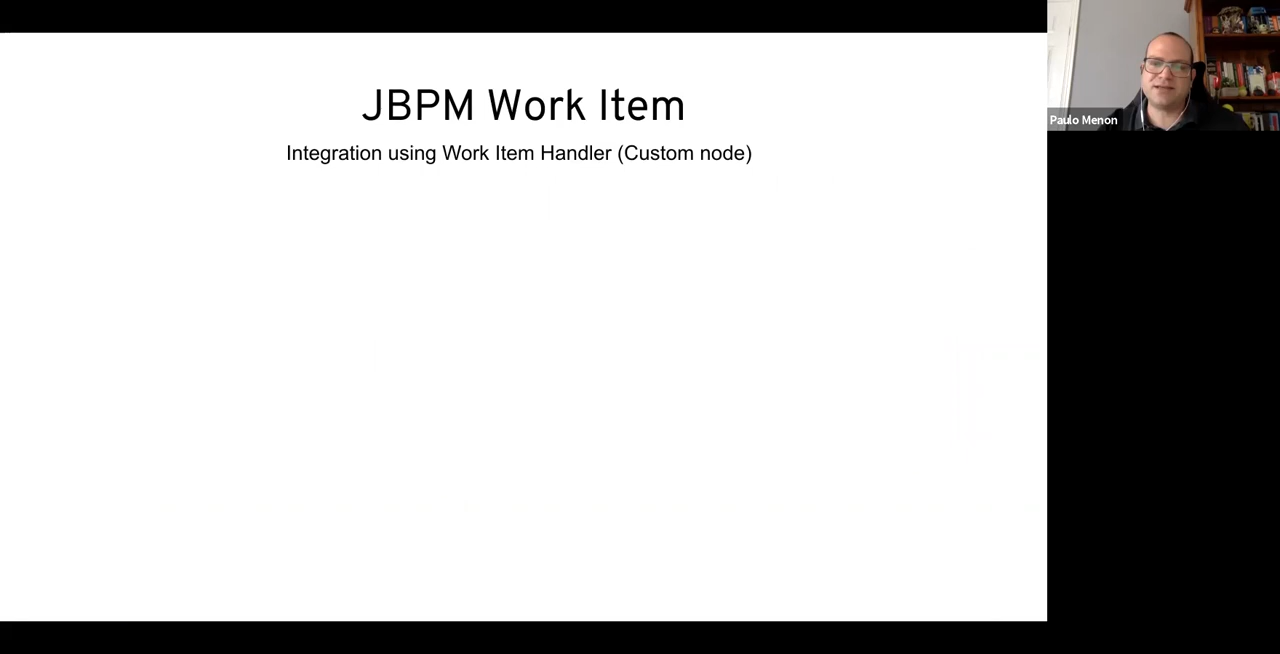 JBPM Work Item
Integration using Work Item Handler (Custom node)
Paulo Menon